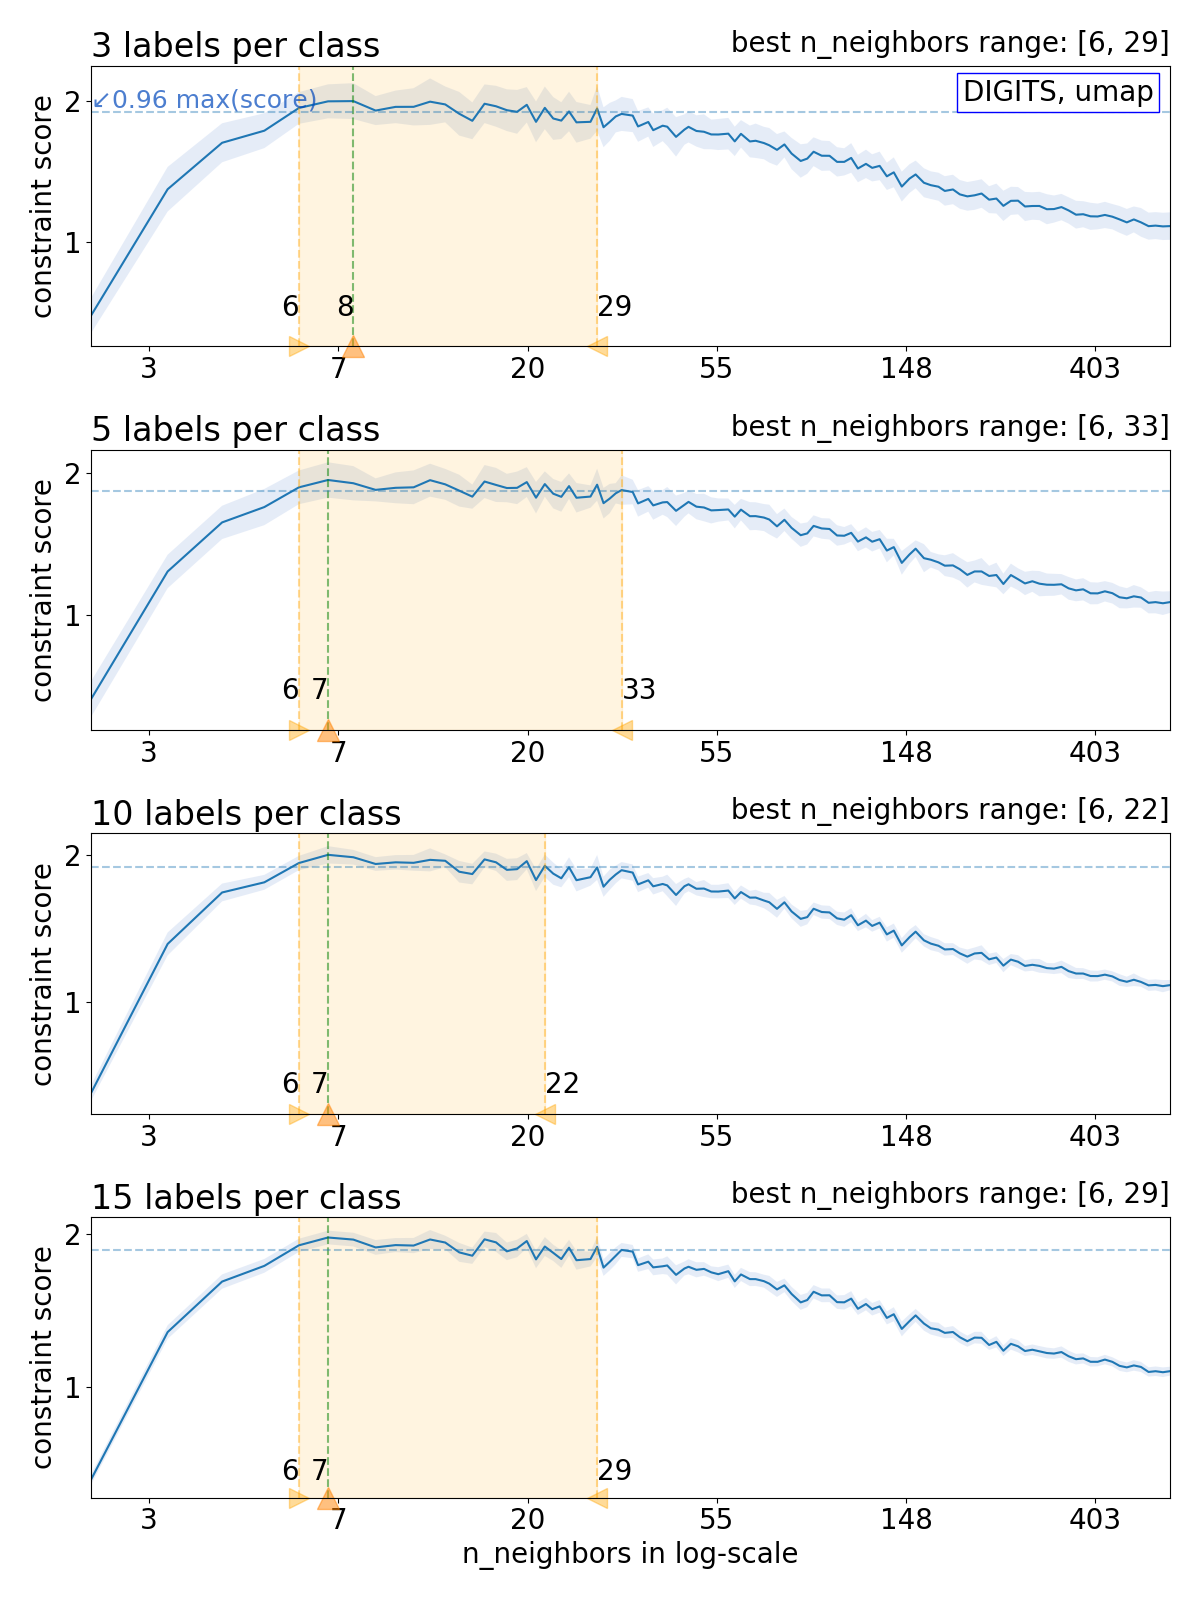 3 labels per class
best n_neighbors range: [6, 29]
↙0.96 max(score)
DIGITS, umap
constraint score
2
1
6
8
29
3
7
20
55
148
403
5 labels per class
best n_neighbors range: [6, 33]
constraint score
2
1
6
7
33
3
7
20
55
148
403
10 labels per class
best n_neighbors range: [6, 22]
constraint score
2
1
6
7
22
3
7
20
55
148
403
15 labels per class
best n_neighbors range: [6, 29]
constraint score
2
1
6
7
29
3
7
20
55
148
403
n_neighbors in log-scale